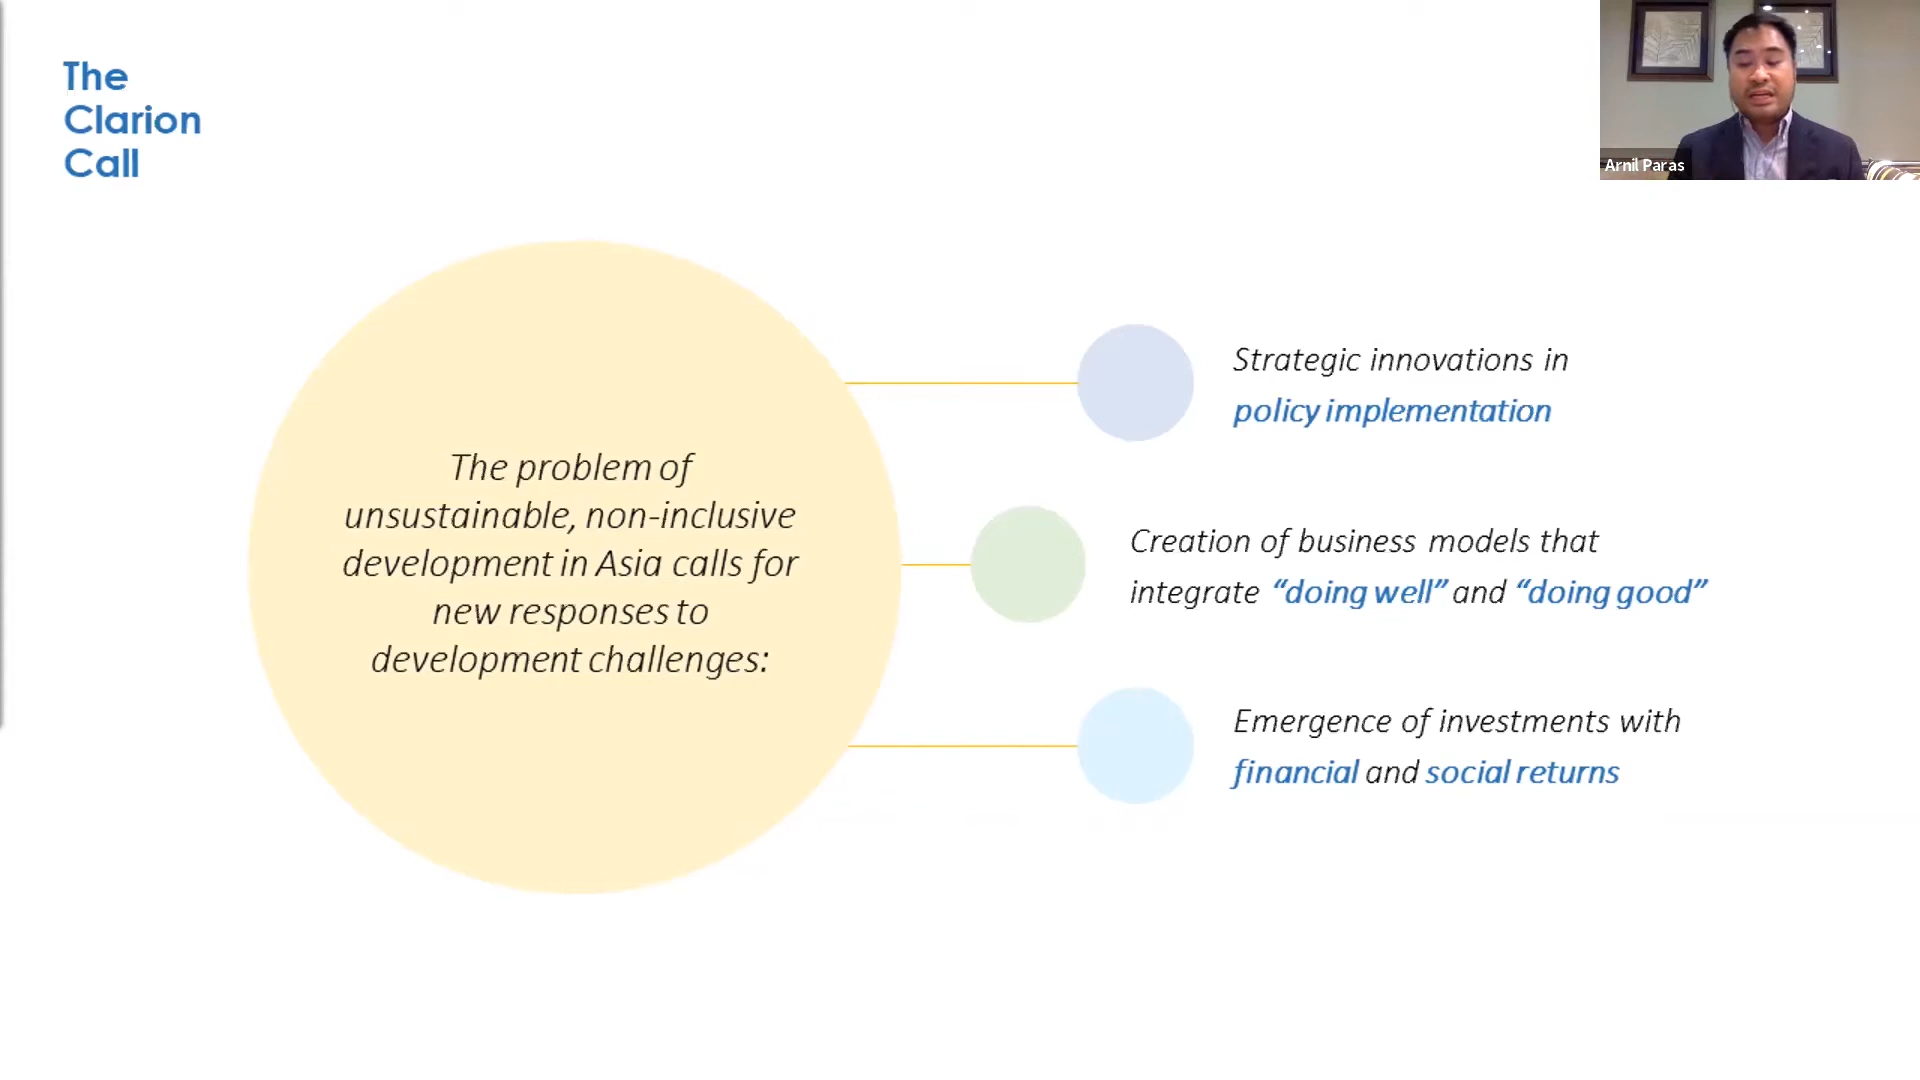 The
Clarion
Call
Arnil Paras
The problem of
unsustainable, non-inclusive
development in Asia calls for
new responses to
development challenges:
Strategic innovations in
policy implementation
Creation of business models that
integrate “doing well” and “doing good”
Emergence of investments with
financial and social returns